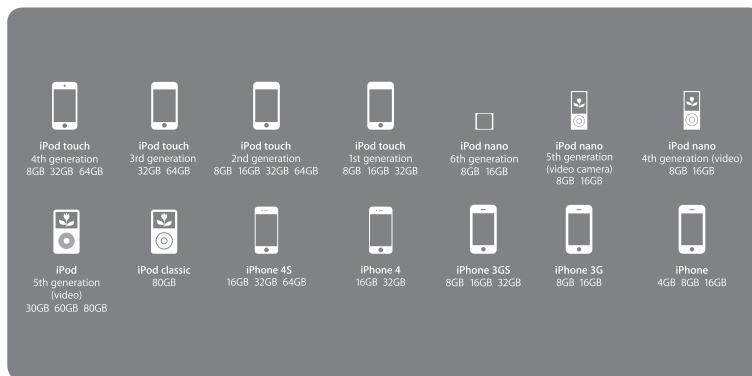 iPod touch
4th generation
8GB 32GB 64GB
iPod touch
3rd generation
32GB 64GB
iPod touch
2nd generation
8GB 16GB 32GB 64GB
iPod touch
1st generation
8GB 16GB 32GB
iPod nano
6th generation
8GB 16GB
iPod nano
5th generation
(video camera)
8GB 16GB
iPod nano
4th generation (video)
8GB 16GB
iPod
5th generation
(video)
30GB 60GB 80GB
iPod classic
80GB
iPhone 4S
16GB 32GB 64GB
iPhone 4
16GB 32GB
iPhone 3GS
8GB 16GB 32GB
iPhone 3G
8GB 16GB
iPhone
4GB 8GB 16GB